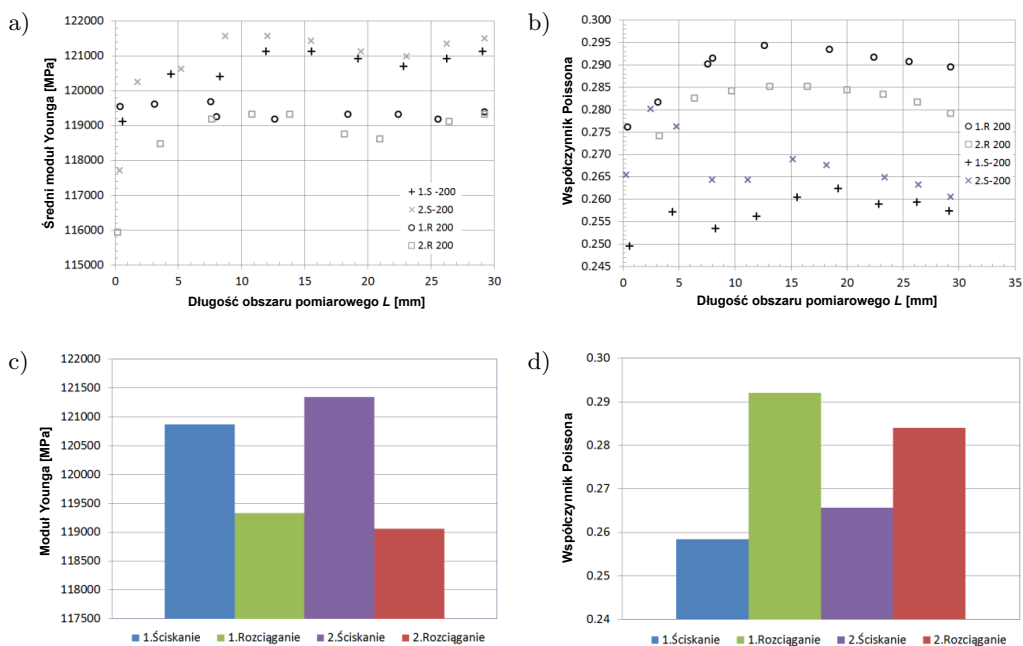 a)
Średni moduł Younga [MPa]
122000
121000
120000
119000
118000
117000
116000
115000
0 5 10 15 20 25 30
Długość obszaru pomiarowego L [mm]
1.S -200
2.S-200
1.R 200
2.R 200
b)
Współczynnik Poissona
0.300
0.295
0.290
0.285
0.280
0.275
0.270
0.265
0.260
0.255
0.250
0.245
0 5 10 15 20 25 30 35
Długość obszaru pomiarowego L [mm]
1.R 200
2.R 200
1.S-200
2.S-200
c)
Moduł Younga [MPa]
122000
121500
121000
120500
120000
119500
119000
118500
118000
117500
1.Ściskanie 1.Rozciąganie 2.Ściskanie 2.Rozciąganie
d)
Współczynnik Poissona
0.30
0.29
0.28
0.27
0.26
0.25
0.24
1.Ściskanie 1.Rozciąganie 2.Ściskanie 2.Rozciąganie